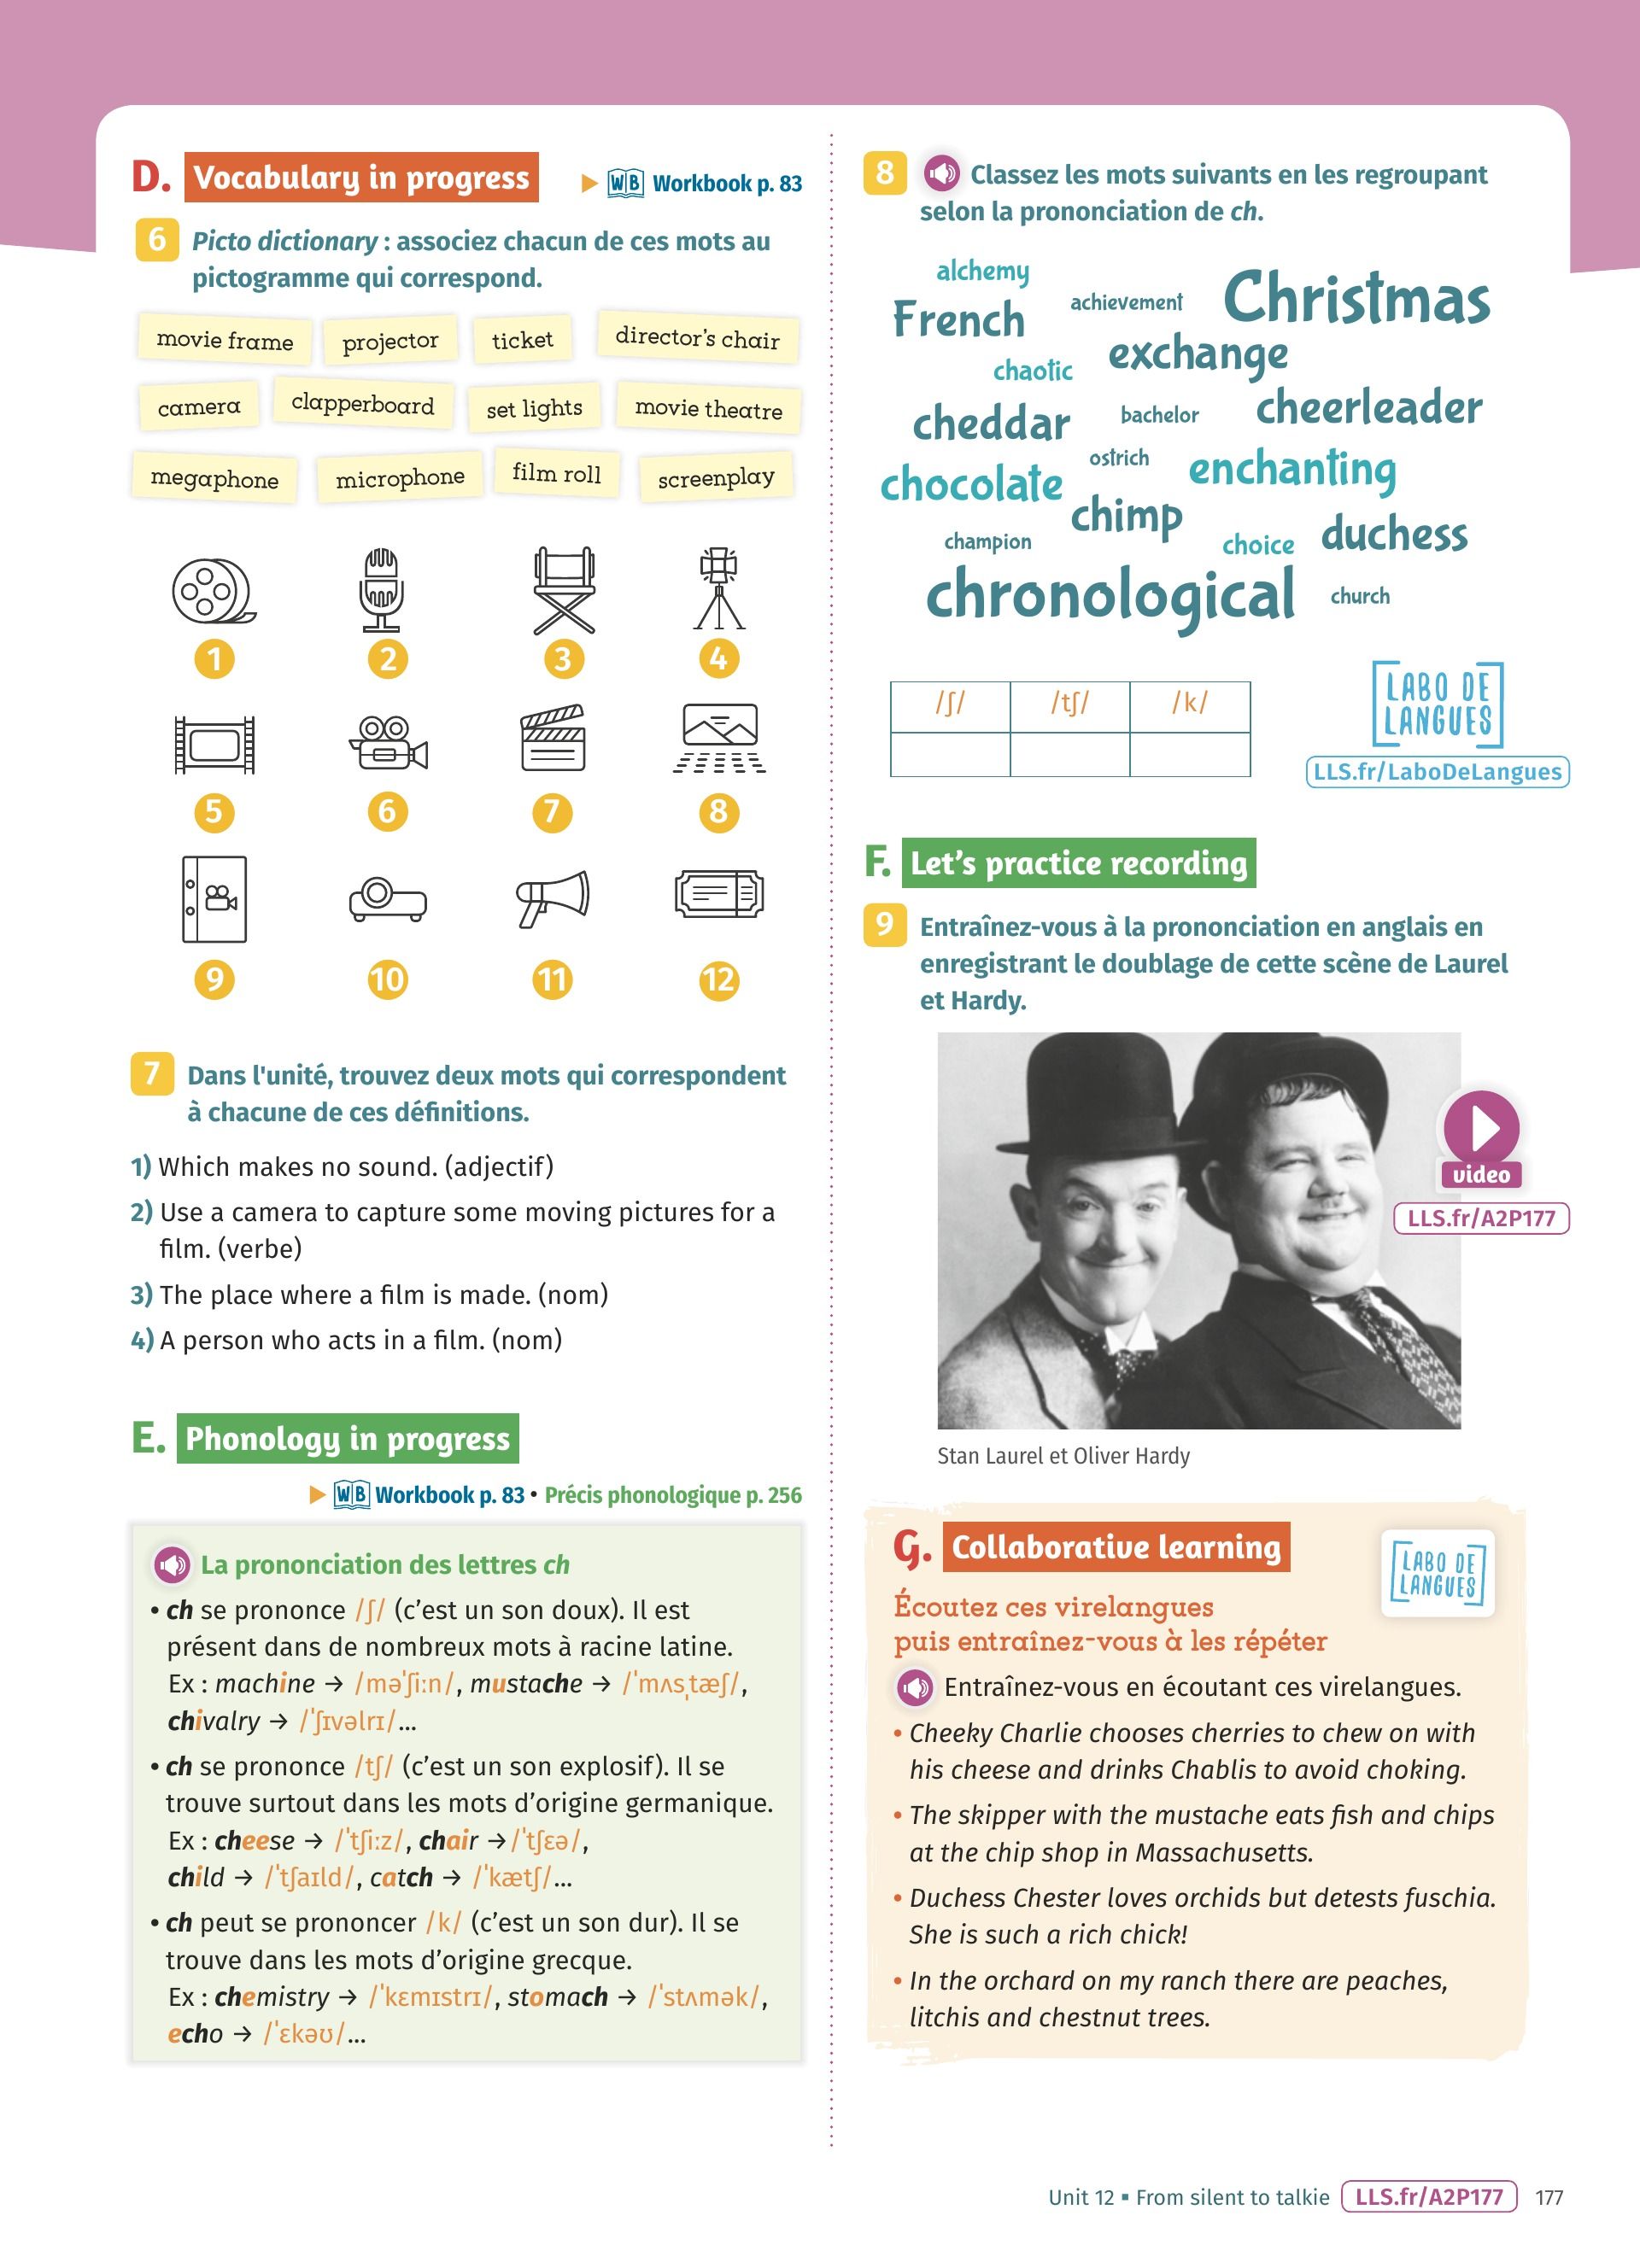 D. Vocabulary in progress
WB Workbook p. 83
6 Picto dictionary : associez chacun de ces mots au
pictogramme qui correspond.
movie frame projector ticket director's chair
camera clapperboard set lights movie theatre
megaphone microphone film roll screenplay
1 2 3 4
5 6 7 8
9 10 11 12
7 Dans l'unité, trouvez deux mots qui correspondent
à chacune de ces définitions.
1) Which makes no sound. (adjectif)
2) Use a camera to capture some moving pictures for a
film. (verbe)
3) The place where a film is made. (nom)
4) A person who acts in a film. (nom)
E. Phonology in progress
WB Workbook p. 83 • Précis phonologique p. 256
La prononciation des lettres ch
• ch se prononce /ʃ/ (c’est un son doux). Il est
présent dans de nombreux mots à racine latine.
Ex : machine → /məˈʃiːn/, mustache → /ˈmʌsˌtæʃ/,
chivalry → /ˈʃɪvəlrɪ/...
• ch se prononce /tʃ/ (c’est un son explosif). Il se
trouve surtout dans les mots d’origine germanique.
Ex : cheese → /ˈtʃiːz/, chair →/ˈtʃɛə/,
child → /ˈtʃaɪld/, catch → /ˈkætʃ/...
• ch peut se prononcer /k/ (c’est un son dur). Il se
trouve dans les mots d’origine grecque.
Ex : chemistry → /ˈkɛmɪstrɪ/, stomach → /ˈstʌmək/,
echo → /ˈɛkəʊ/...
8 Classez les mots suivants en les regroupant
selon la prononciation de ch.
alchemy
French achievement Christmas
chaotic exchange
cheddar bachelor cheerleader
chocolate ostrich enchanting
chimp
champion choice duchess
chronological church
/ʃ/ /tʃ/ /k/
LABO DE
LANGUES
LLS.fr/LaboDeLangues
F. Let’s practice recording
9 Entraînez-vous à la prononciation en anglais en
enregistrant le doublage de cette scène de Laurel
et Hardy.
video
LLS.fr/A2P177
Stan Laurel et Oliver Hardy
G. Collaborative learning
LABO DE
LANGUES
Écoutez ces virelangues
puis entraînez-vous à les répéter
Entraînez-vous en écoutant ces virelangues.
• Cheeky Charlie chooses cherries to chew on with
his cheese and drinks Chablis to avoid choking.
• The skipper with the mustache eats fish and chips
at the chip shop in Massachusetts.
• Duchess Chester loves orchids but detests fuschia.
She is such a rich chick!
• In the orchard on my ranch there are peaches,
litchis and chestnut trees.
Unit 12 ▪ From silent to talkie LLS.fr/A2P177 177